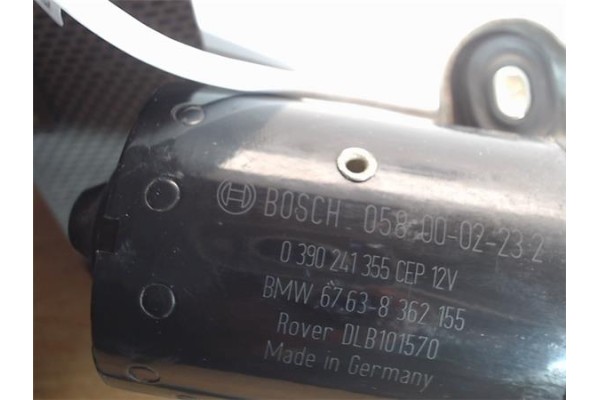 BOSCH 058 00-02-23 2
0 390 241 355 CEP 12V
BMW 67.63-8 362 155
Rover DLB101570
Made in Germany